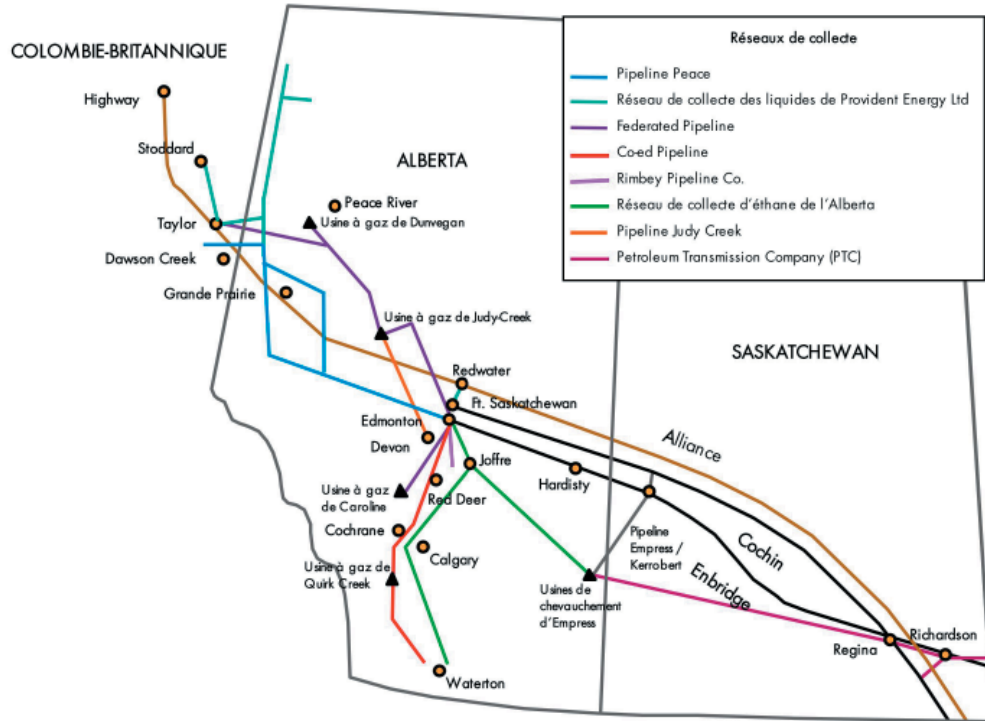 COLOMBIE-BRITANNIQUE
Highway
Stoddard
ALBERTA
Peace River
Usine à gaz de Dunvegan
Taylor
Dawson Creek
Grande Prairie
Usine à gaz de Judy-Creek
Redwater
Ft. Saskatchewan
Edmonton
Devon
Joffre
Hardisty
Usine à gaz
de Caroline
Red Deer
Cochrane
Calgary
Usine à gaz de
Quirk Creek
Waterton
Usines de
chevauchement
d'Empress
Pipeline
Empress /
Kerrobert
SASKATCHEWAN
Alliance
Cochin
Enbridge
Regina
Richardson
Réseaux de collecte
Pipeline Peace
Réseau de collecte des liquides de Provident Energy Ltd
Federated Pipeline
Co-ed Pipeline
Rimbey Pipeline Co.
Réseau de collecte d'éthane de l'Alberta
Pipeline Judy Creek
Petroleum Transmission Company (PTC)